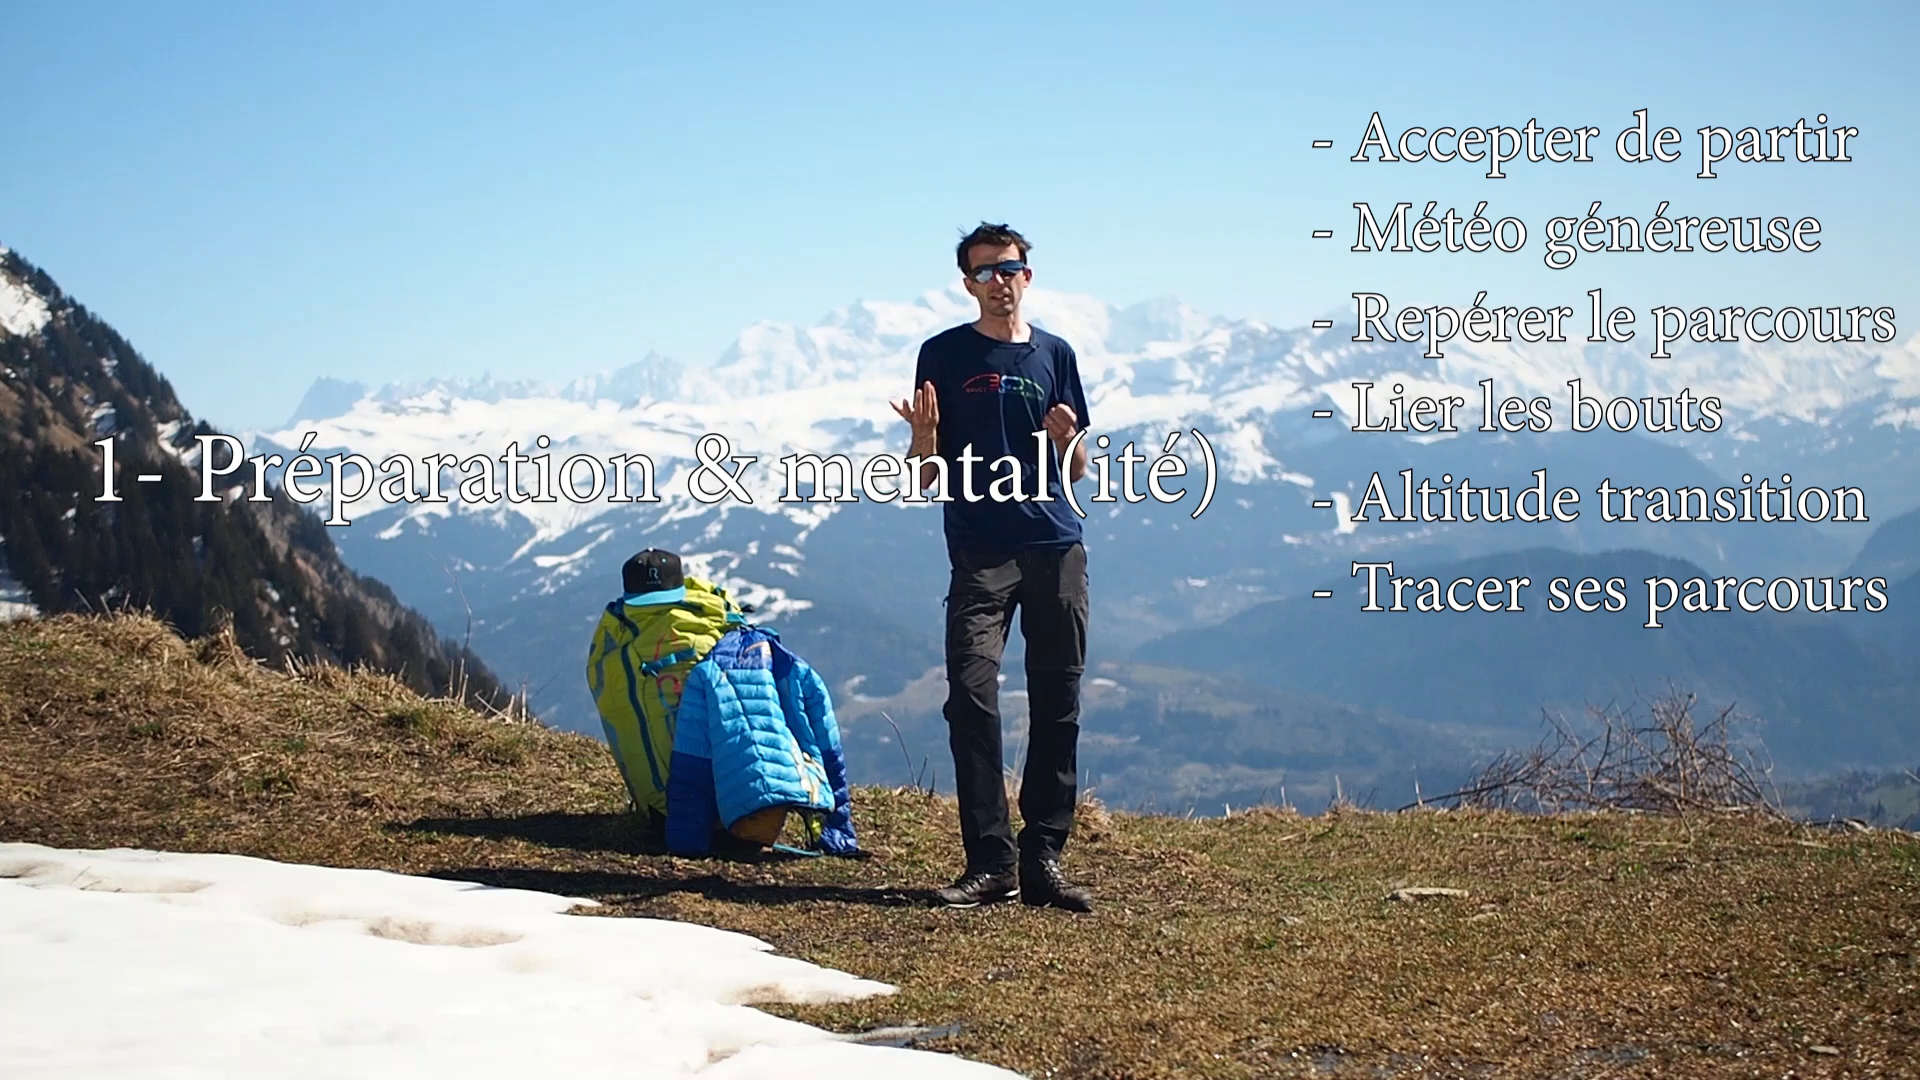 1- Préparation & mental(ité)
- Accepter de partir
- Météo généreuse
- Repérer le parcours
- Lier les bouts
- Altitude transition
- Tracer ses parcours